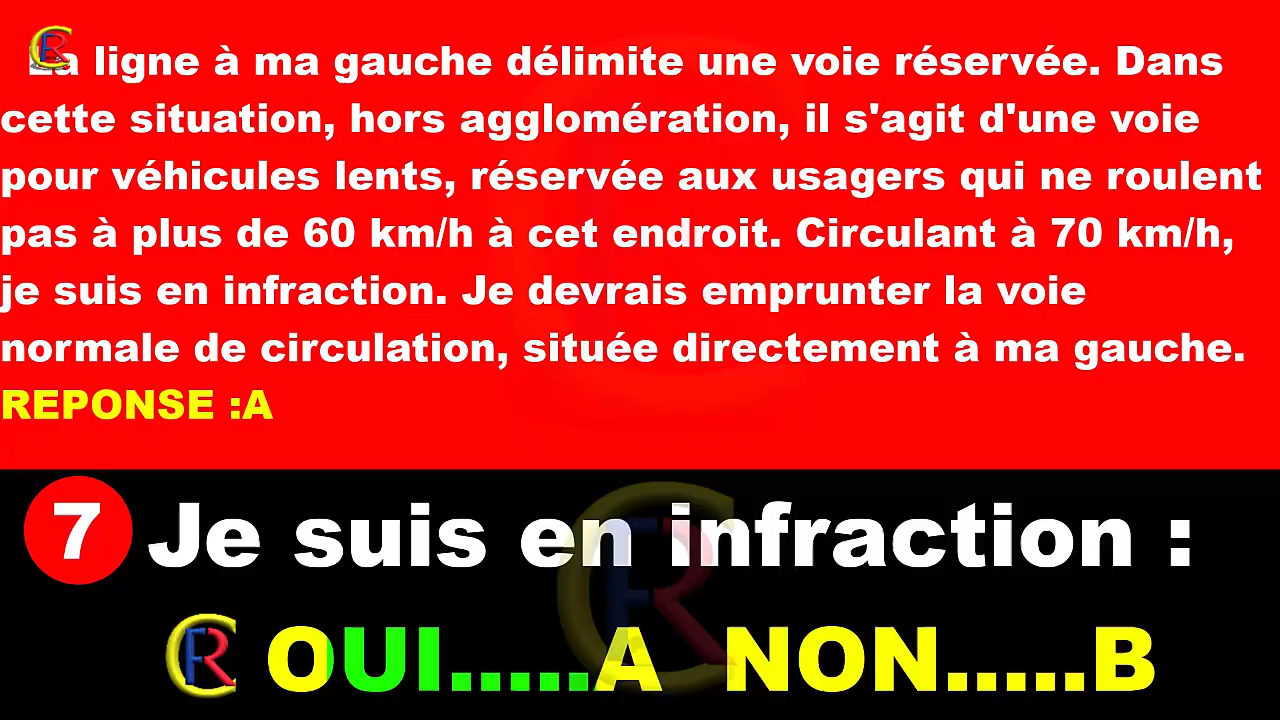 La ligne à ma gauche délimite une voie réservée. Dans
cette situation, hors agglomération, il s'agit d'une voie
pour véhicules lents, réservée aux usagers qui ne roulent
pas à plus de 60 km/h à cet endroit. Circulant à 70 km/h,
je suis en infraction. Je devrais emprunter la voie
normale de circulation, située directement à ma gauche.
REPONSE :A
7 Je suis en infraction :
CFR OUI.....A NON.....B